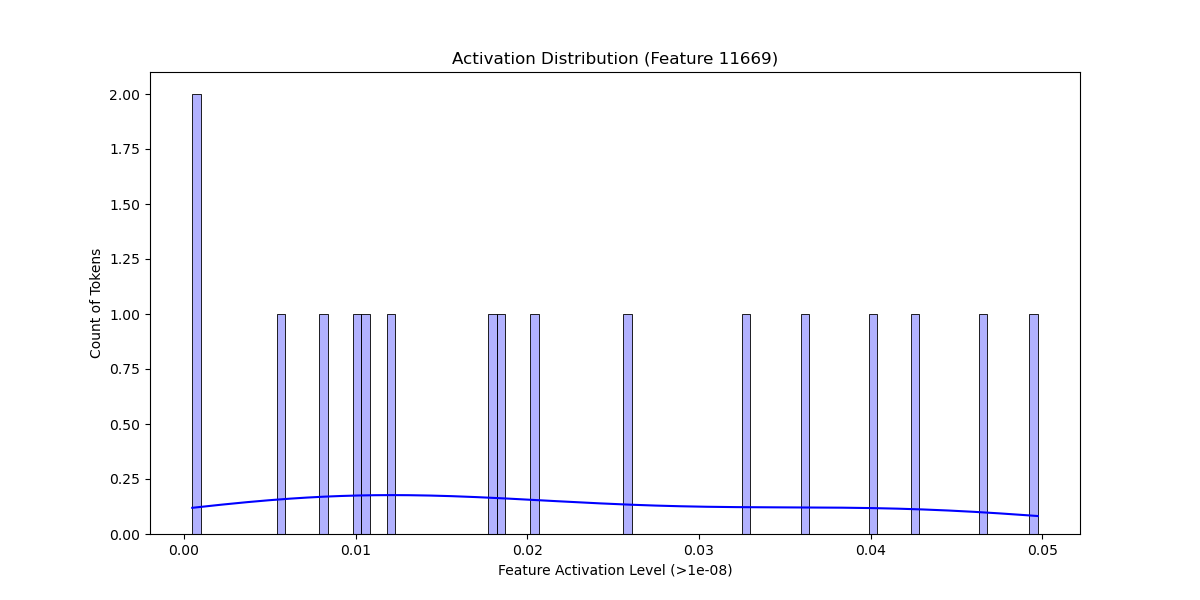 Activation Distribution (Feature 11669)
Count of Tokens
2.00
1.75
1.50
1.25
1.00
0.75
0.50
0.25
0.00
0.00 0.01 0.02 0.03 0.04 0.05
Feature Activation Level (>1e-08)